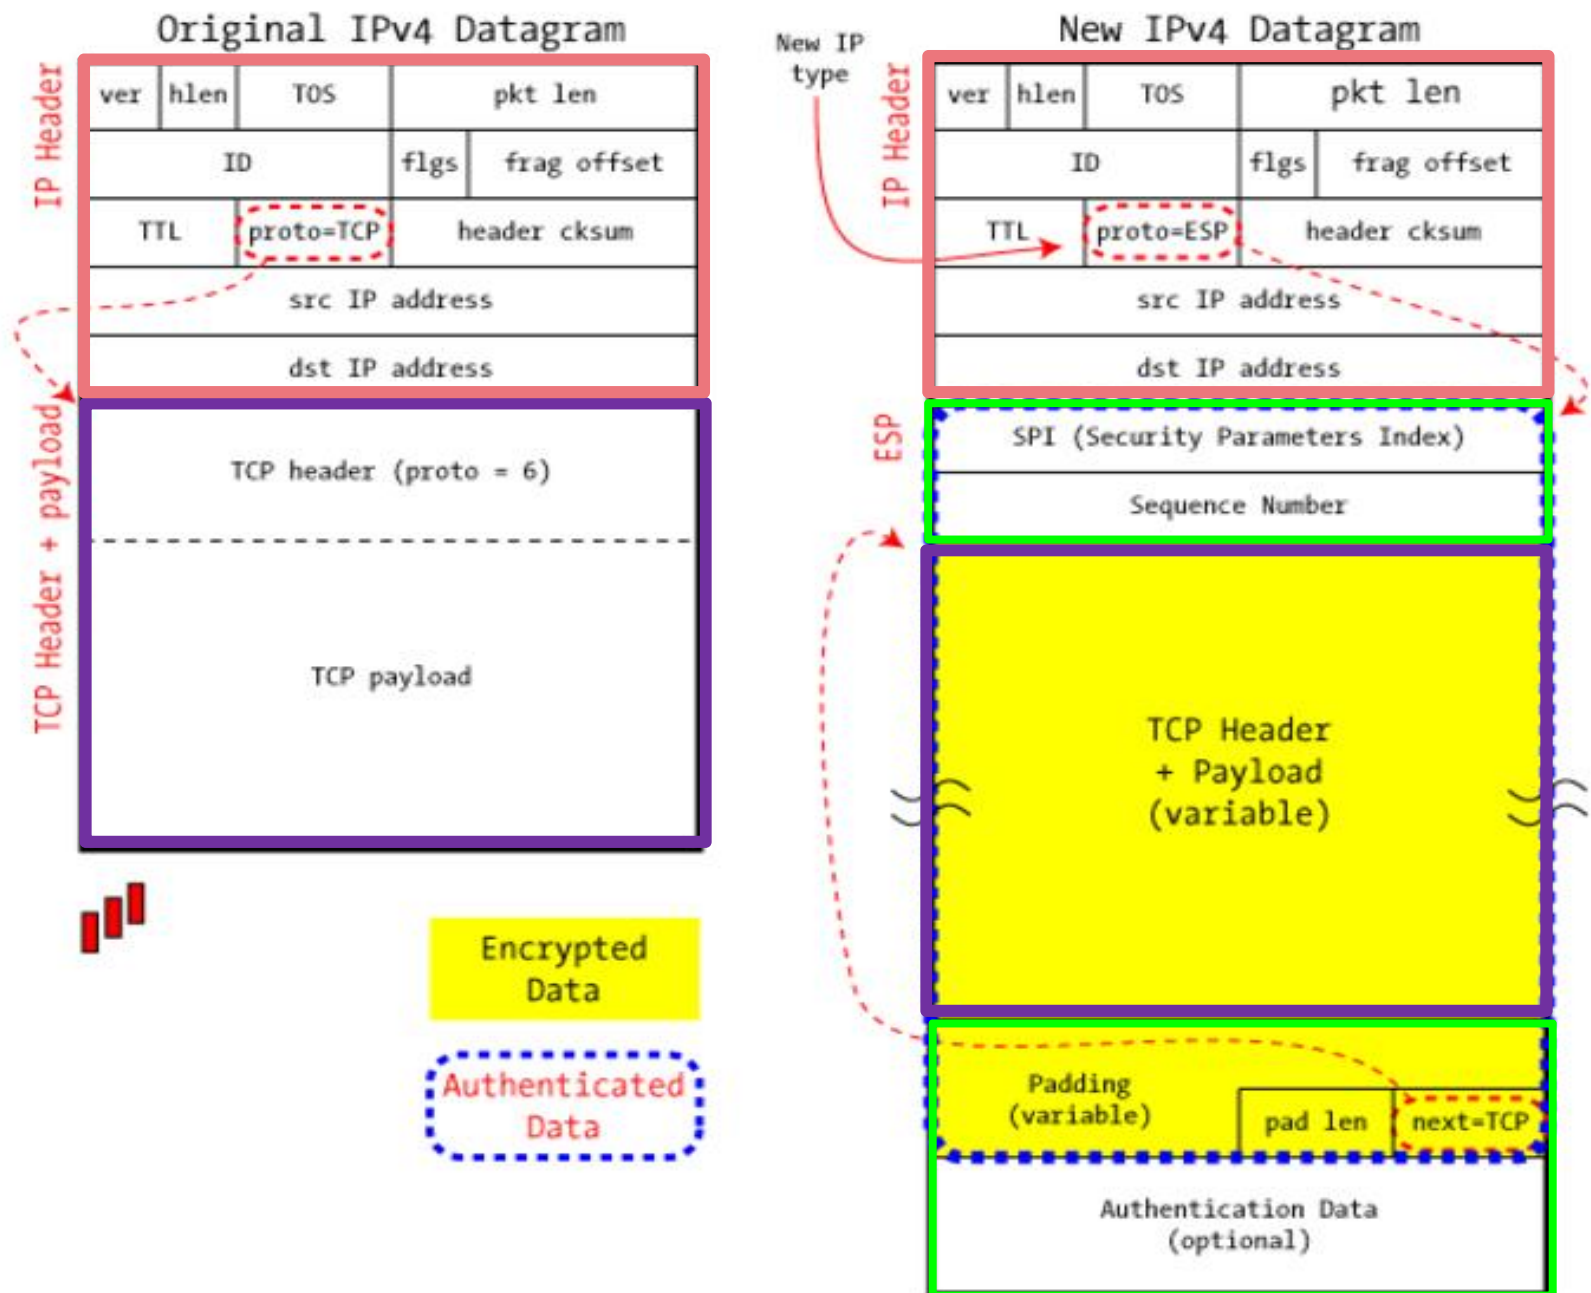 Original IPv4 Datagram
IP Header
ver hlen TOS pkt len
ID flgs frag offset
TTL proto=TCP header cksum
src IP address
dst IP address
TCP Header + payload
TCP header (proto = 6)
TCP payload
Encrypted
Data
Authenticated
Data
New IPv4 Datagram
New IP
type
IP Header
ver hlen TOS pkt len
ID flgs frag offset
TTL proto=ESP header cksum
src IP address
dst IP address
ESP
SPI (Security Parameters Index)
Sequence Number
TCP Header
+ Payload
(variable)
Padding
(variable)
pad len next=TCP
Authentication Data
(optional)